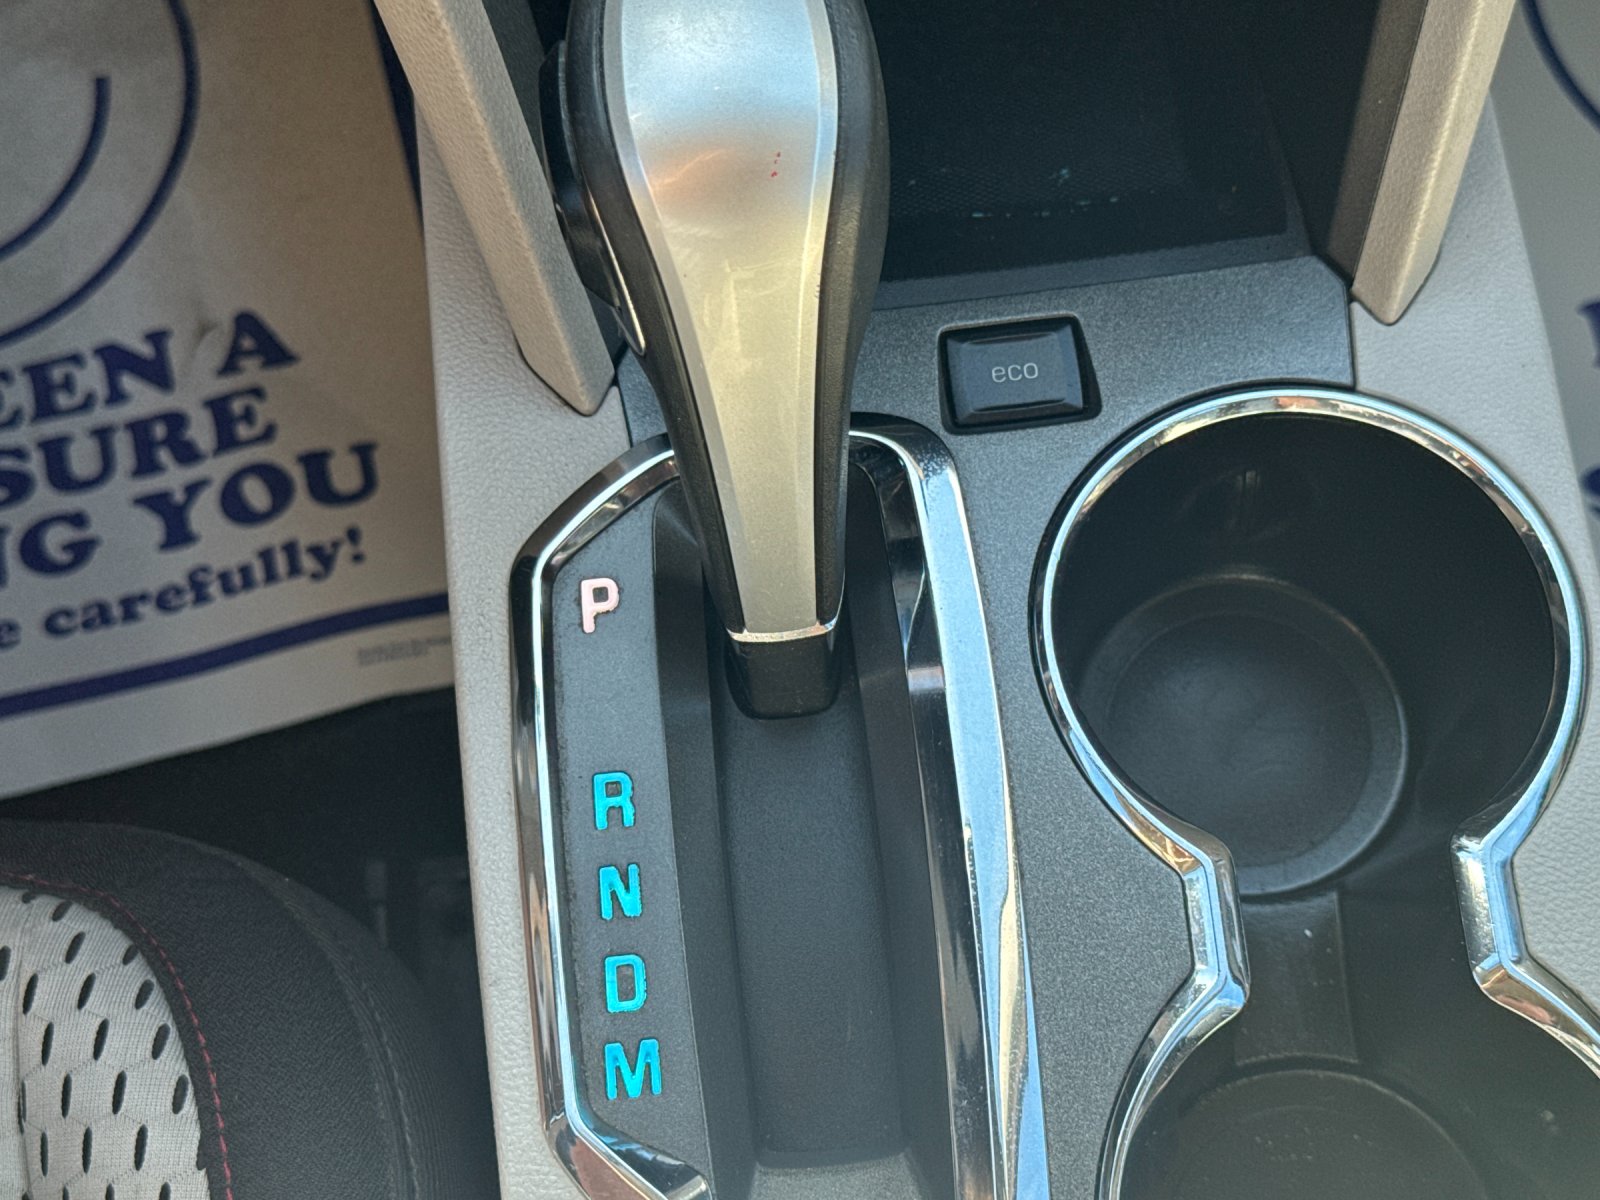 EEN A
SURE
NG YOU
e carefully!
eco
P
R
N
D
M